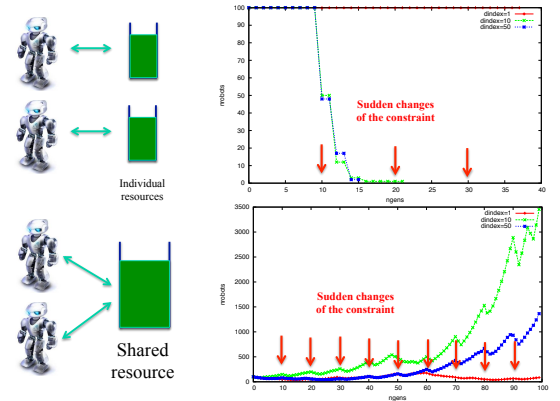 Individual
resources
Shared
resource
100
90
80
70
60
50
40
30
20
10
0
nrobots
dindex=1
dindex=10
dindex=50
Sudden changes
of the constraint
0 5 10 15 20 25 30 35 40
ngens
3500
3000
2500
2000
1500
1000
500
0
nrobots
dindex=1
dindex=10
dindex=50
Sudden changes
of the constraint
0 10 20 30 40 50 60 70 80 90 100
ngens